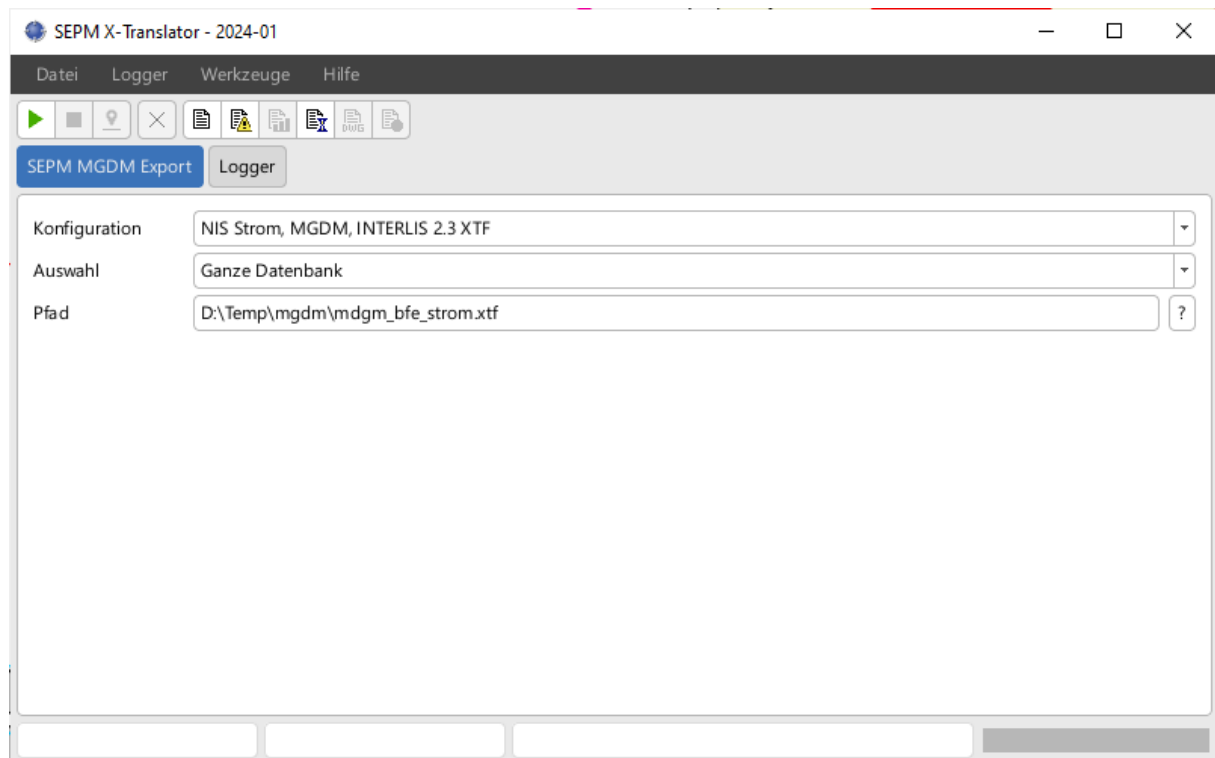 SEPM X-Translator - 2024-01
Datei Logger Werkzeuge Hilfe
DWG
SEPM MGDM Export Logger
Konfiguration NIS Strom, MGDM, INTERLIS 2.3 XTF
Auswahl Ganze Datenbank
Pfad D:\Temp\mgdm\mdgm_bfe_strom.xtf ?